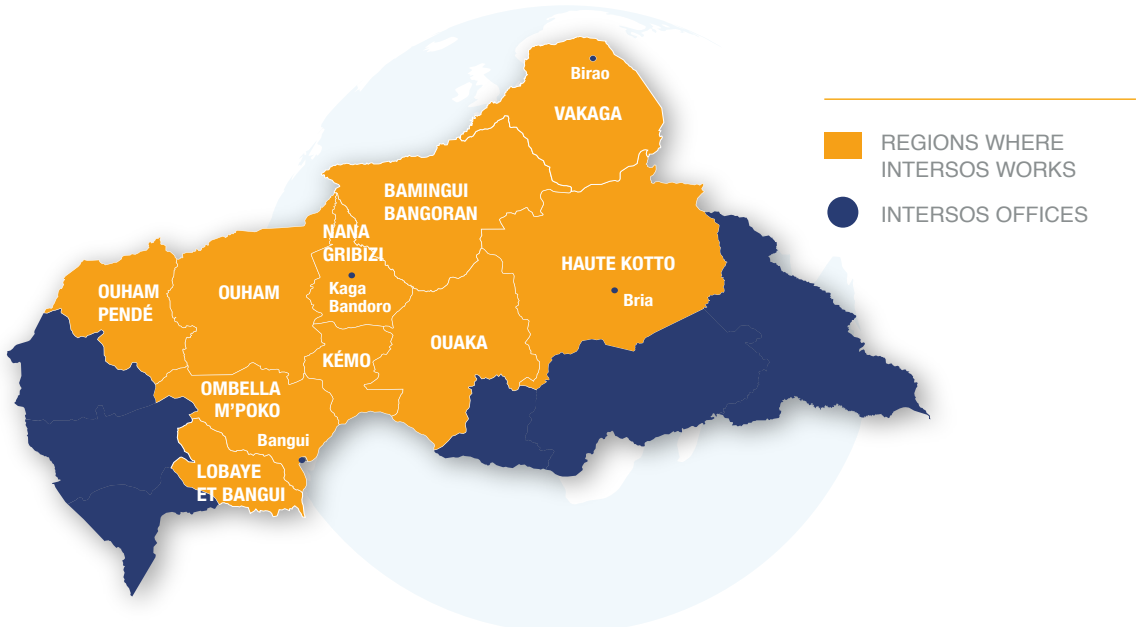 Birao
VAKAGA
BAMINGUI
BANGORAN
NANA
GRIBIZI
Kaga
Bandoro
HAUTE KOTTO
Bria
OUHAM
PENDÉ
OUHAM
OUAKA
KÉMO
OMBELLA
M'POKO
Bangui
LOBAYE
ET BANGUI
REGIONS WHERE
INTERSOS WORKS
INTERSOS OFFICES